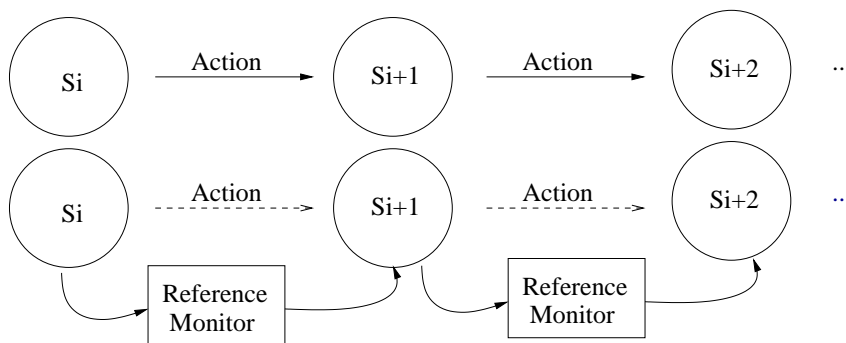 Si Action Si+1 Action Si+2 ..
Si Action Si+1 Action Si+2 ..
Reference
Monitor
Reference
Monitor